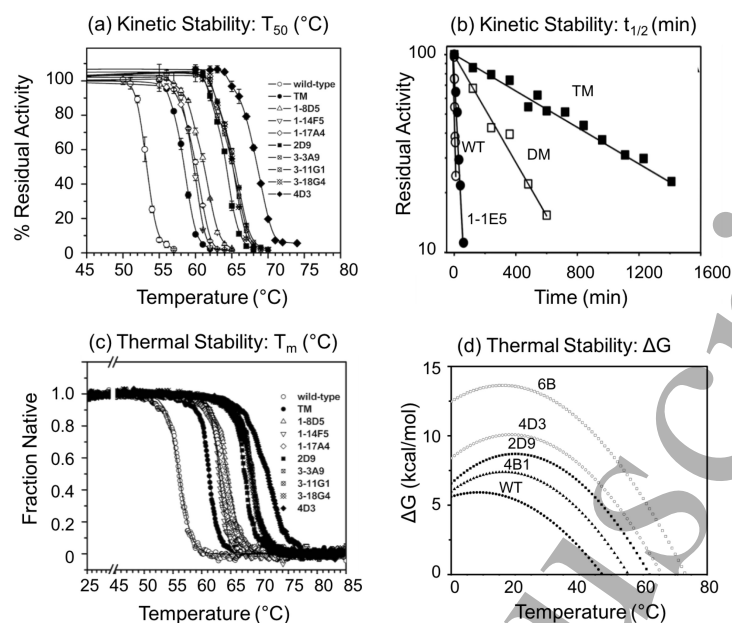 (a) Kinetic Stability: T50 (°C)
% Residual Activity
120
100
80
60
40
20
0
wild-type
TM
1-8D5
1-14F5
1-17A4
2D9
3-3A9
3-11G1
3-18G4
4D3
45 50 55 60 65 70 75 80
Temperature (°C)
(b) Kinetic Stability: t1/2 (min)
Residual Activity
100
10
TM
WT
DM
1-1E5
0 400 800 1200 1600
Time (min)
(c) Thermal Stability: Tm (°C)
Fraction Native
1.0
0.8
0.6
0.4
0.2
0
wild-type
TM
1-8D5
1-14F5
1-17A4
2D9
3-3A9
3-11G1
3-18G4
4D3
25 45 50 55 60 65 70 75 80 85
Temperature (°C)
(d) Thermal Stability: ΔG
ΔG (kcal/mol)
15
10
5
0
6B
4D3
2D9
4B1
WT
0 20 40 60 80
Temperature (°C)